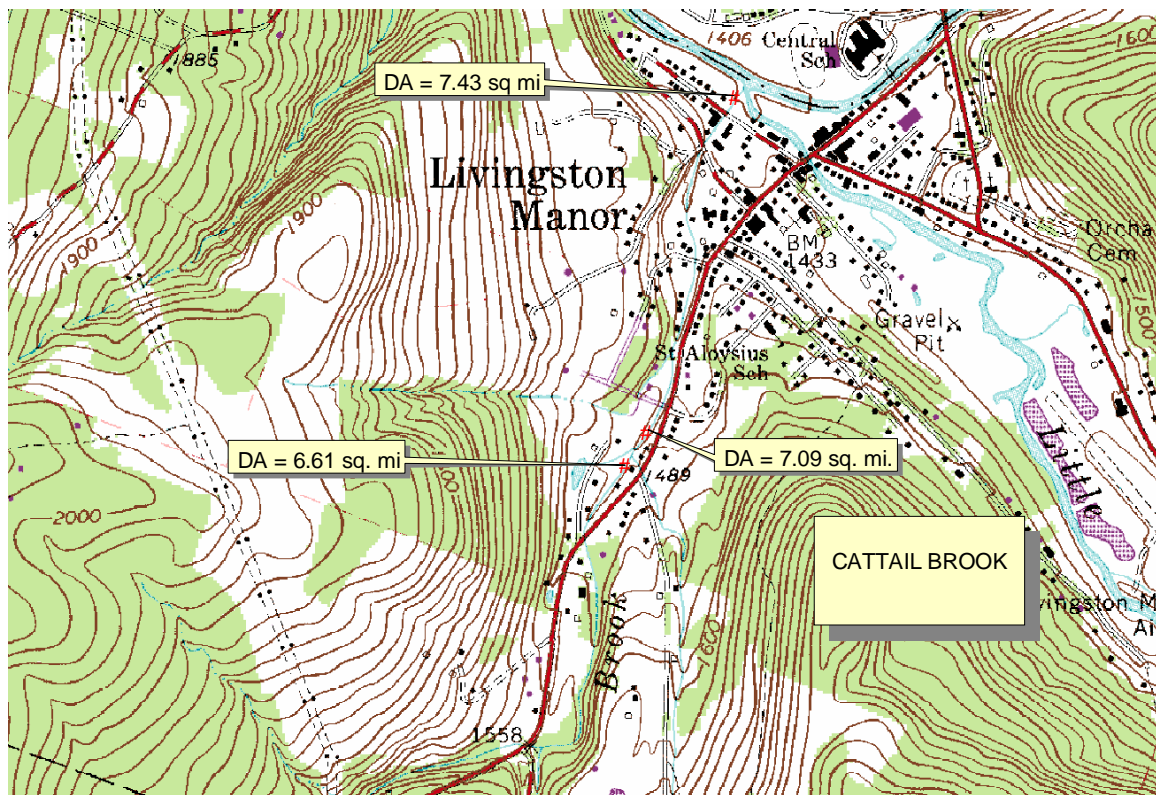 1406
Central
Sch
1600
1885
DA = 7.43 sq mi
Livingston
Manor
1900
1900
BM
1433
Orcha
Cem
1500
Gravel
Pit
St Aloysius
Sch
DA = 6.61 sq. mi
DA = 7.09 sq. mi.
1489
2000
Little
CATTAIL BROOK
vingston M
Ai
Brook
1600
1558